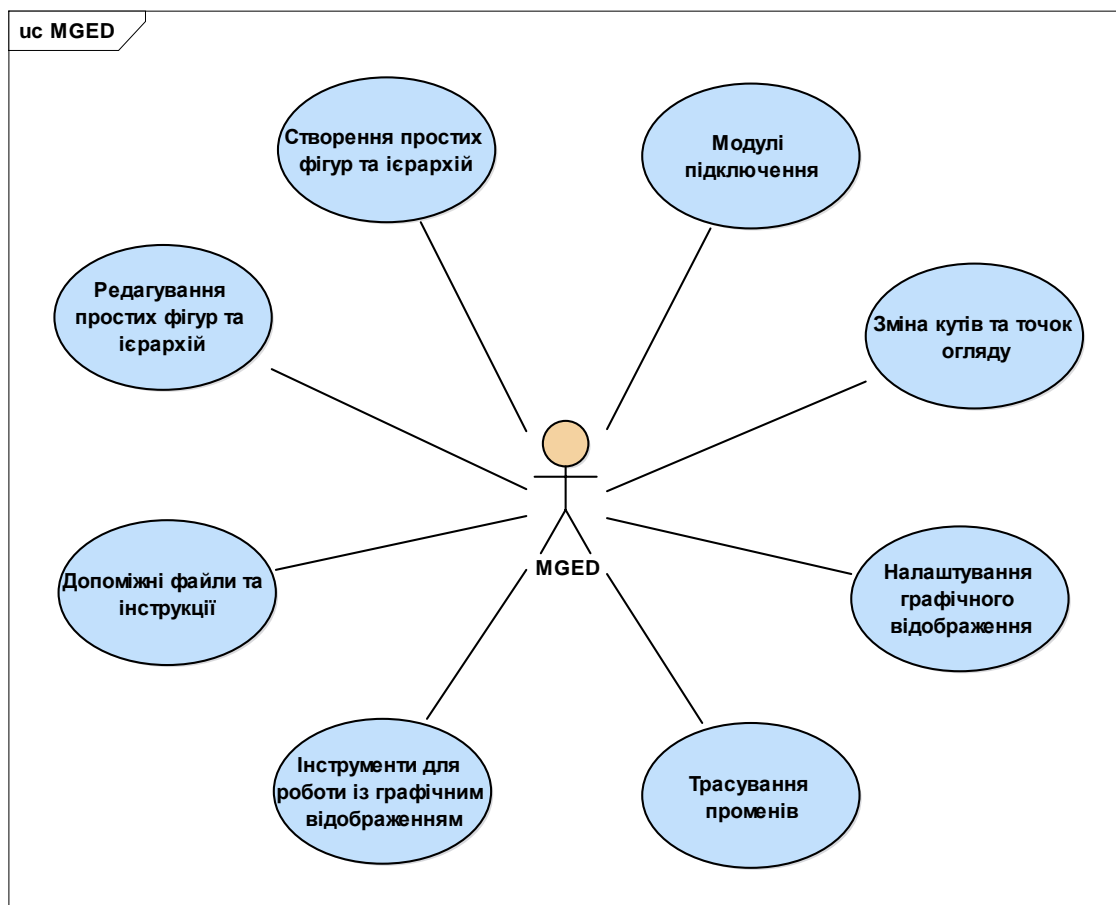 uc MGED
Створення простих
фігур та ієрархій
Модулі
підключення
Редагування
простих фігур та
ієрархій
Зміна кутів та точок
огляду
MGED
Допоміжні файли та
інструкції
Налаштування
графічного
відображення
Інструменти для
роботи із графічним
відображенням
Трасування
променів